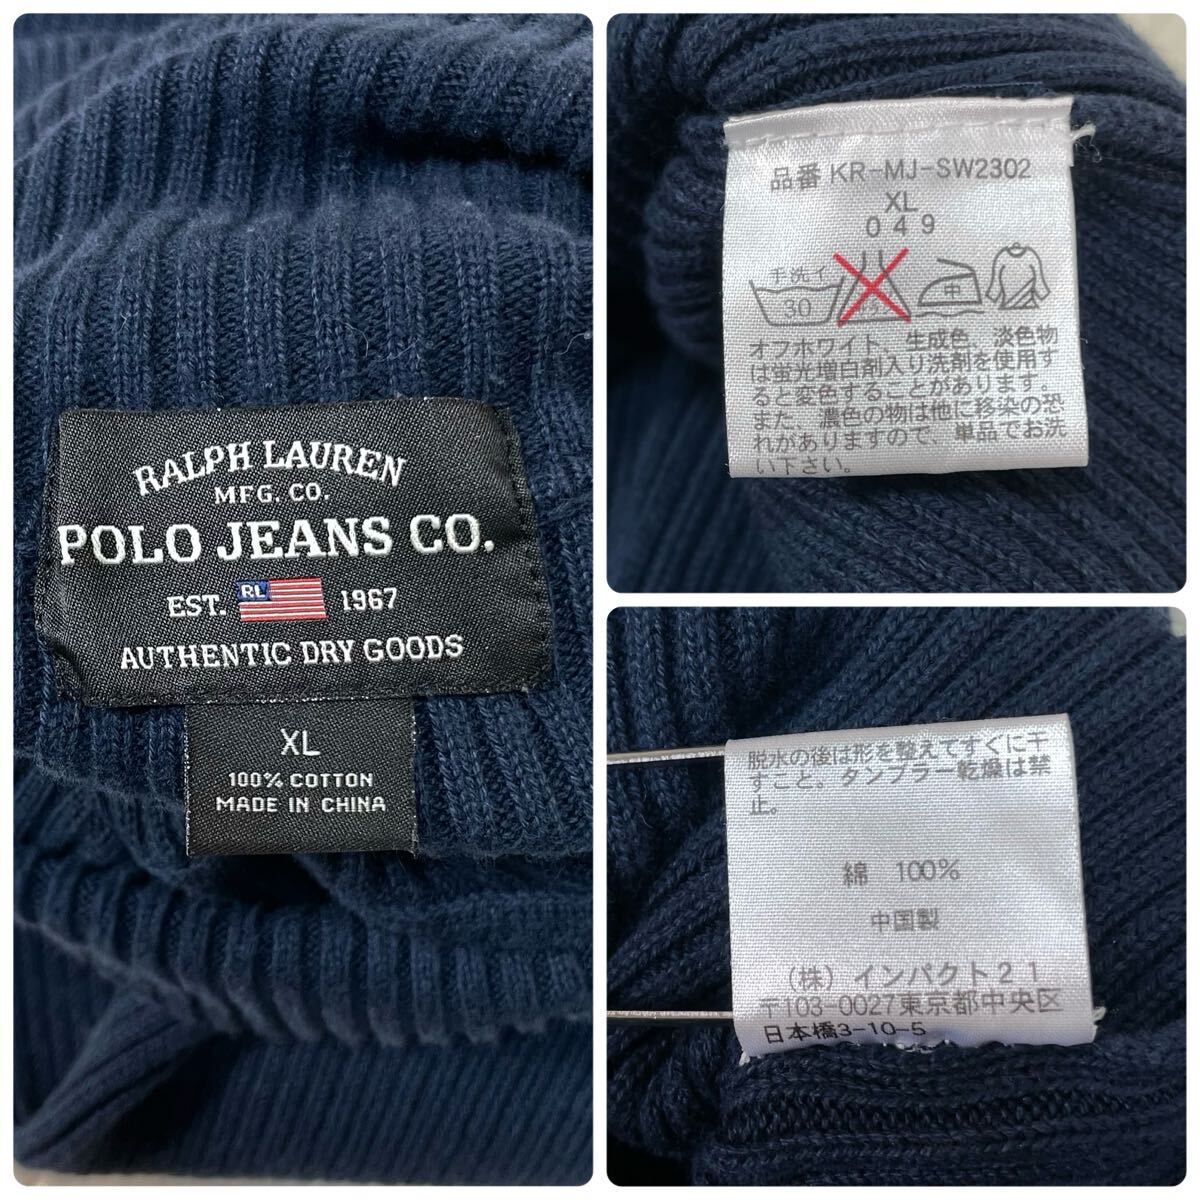 RALPH LAUREN
MFG. CO.
POLO JEANS CO.
EST. RL 1967
AUTHENTIC DRY GOODS
XL
100% COTTON
MADE IN CHINA
品番 KR-MJ-SW2302
XL
049
手洗イ
30
中
オフホワイト、生成色、淡色物
は蛍光増白剤入り洗剤を使用す
ると変色することがあります。
また、濃色の物は他に移染の恐
れがありますので、単品でお洗
い下さい。
脱水の後は形を整えてすぐに干
すこと。タンブラー乾燥は禁
止。
綿 100%
中国製
(株) インパクト21
〒103-0027東京都中央区
日本橋3-10-5